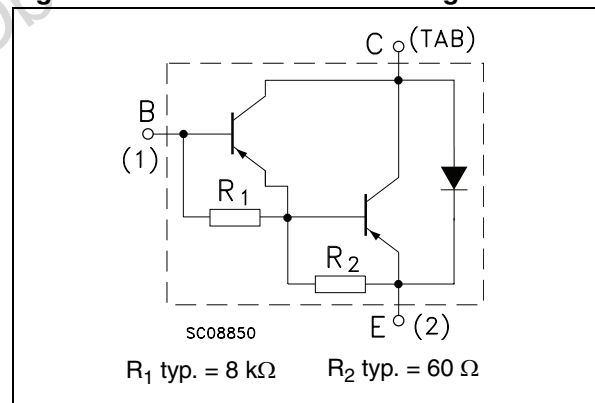 C (TAB)
B
(1)
R1
R2
E (2)
SC08850
R1 typ. = 8 kΩ R2 typ. = 60 Ω